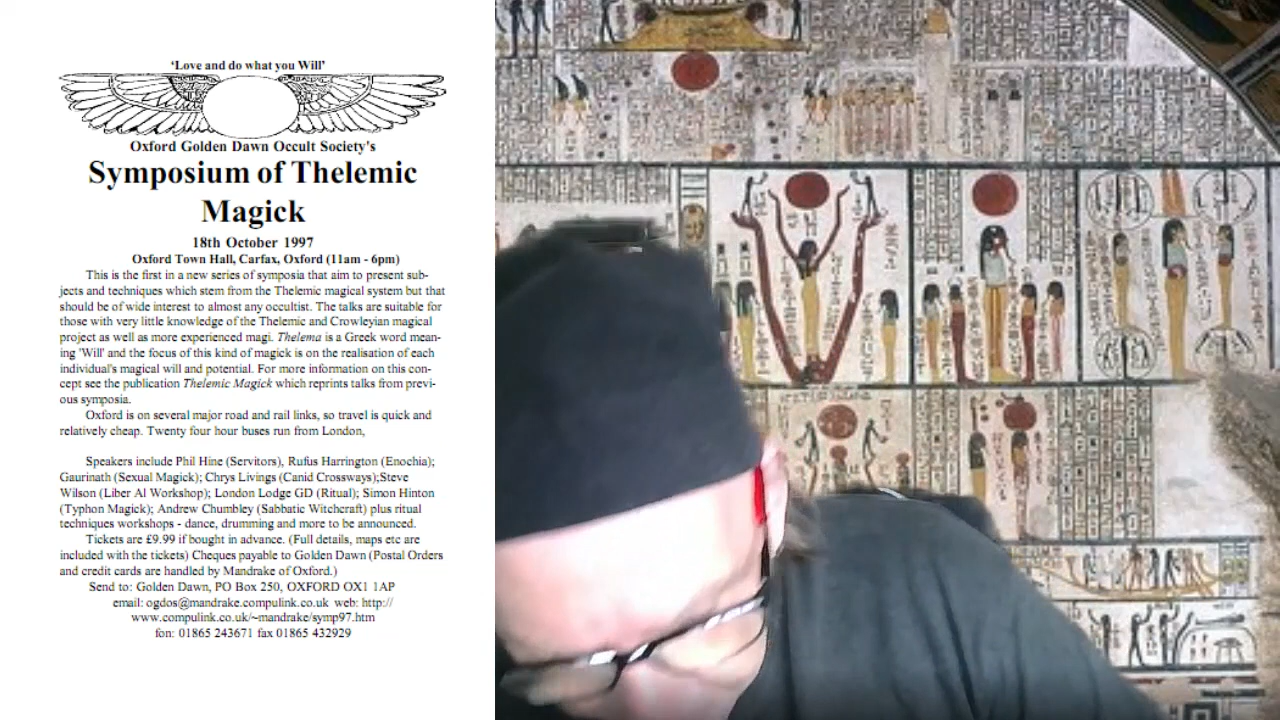 'Love and do what you Will'
Oxford Golden Dawn Occult Society's
Symposium of Thelemic
Magick
18th October 1997
Oxford Town Hall, Carfax, Oxford (11am - 6pm)
This is the first in a new series of symposia that aim to present sub-
jects and techniques which stem from the Thelemic magical system but that
should be of wide interest to almost any occultist. The talks are suitable for
those with very little knowledge of the Thelemic and Crowleyian magical
project as well as more experienced magi. Thelema is a Greek word mean-
ing 'Will' and the focus of this kind of magick is on the realisation of each
individual's magical will and potential. For more information on this con-
cept see the publication Thelemic Magick which reprints talks from previ-
ous symposia.
Oxford is on several major road and rail links, so travel is quick and
relatively cheap. Twenty four hour buses run from London,
Speakers include Phil Hine (Servitors), Rufus Harrington (Enochia);
Gaurinath (Sexual Magick); Chrys Livings (Canid Crossways);Steve
Wilson (Liber Al Workshop); London Lodge GD (Ritual); Simon Hinton
(Typhon Magick); Andrew Chumbley (Sabbatic Witchcraft) plus ritual
techniques workshops - dance, drumming and more to be announced.
Tickets are £9.99 if bought in advance. (Full details, maps etc are
included with the tickets) Cheques payable to Golden Dawn (Postal Orders
and credit cards are handled by Mandrake of Oxford.)
Send to: Golden Dawn, PO Box 250, OXFORD OX1 1AP
email: ogdos@mandrake.compulink.co.uk web: http://
www.compulink.co.uk/~mandrake/symp97.htm
fon: 01865 243671 fax 01865 432929